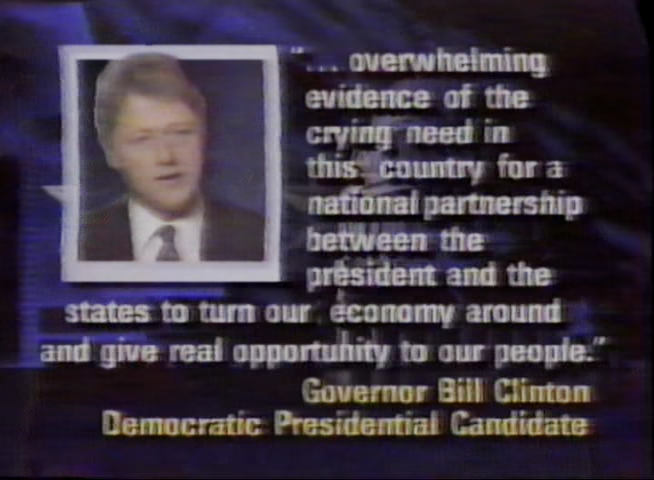 "... overwhelming
evidence of the
crying need in
this country for a
national partnership
between the
president and the
states to turn our economy around
and give real opportunity to our people."
Governor Bill Clinton
Democratic Presidential Candidate